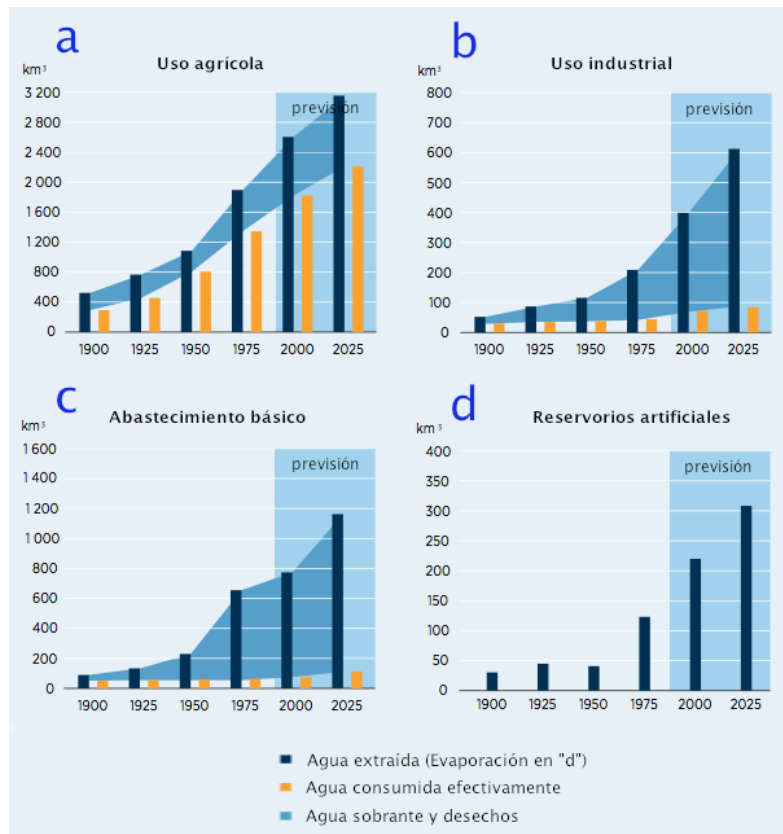 a
Uso agrícola
km³
3 200
2 800
2 400
2 000
1 600
1 200
800
400
0
previsión
1900 1925 1950 1975 2000 2025
b
Uso industrial
km³
800
700
600
500
400
300
200
100
0
previsión
1900 1925 1950 1975 2000 2025
c
Abastecimiento básico
km³
1 600
1 400
1 200
1 000
800
600
400
200
0
previsión
1900 1925 1950 1975 2000 2025
d
Reservorios artificiales
km³
400
350
300
250
200
150
100
50
0
previsión
1900 1925 1950 1975 2000 2025
Agua extraída (Evaporación en "d")
Agua consumida efectivamente
Agua sobrante y desechos